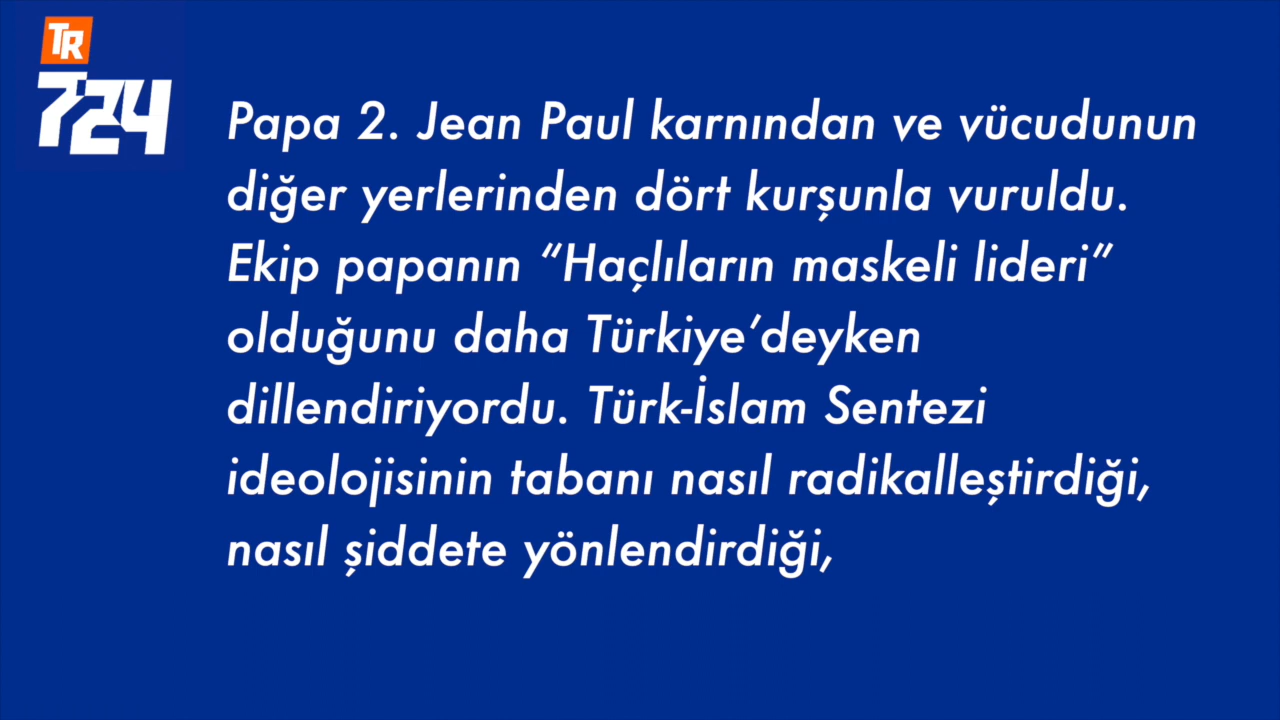 TR
724
Papa 2. Jean Paul karnından ve vücudunun
diğer yerlerinden dört kurşunla vuruldu.
Ekip papanın “Haçlıların maskeli lideri”
olduğunu daha Türkiye’deyken
dillendiriyordu. Türk-İslam Sentezi
ideolojisinin tabanı nasıl radikalleştirdiği,
nasıl şiddete yönlendirdiği,